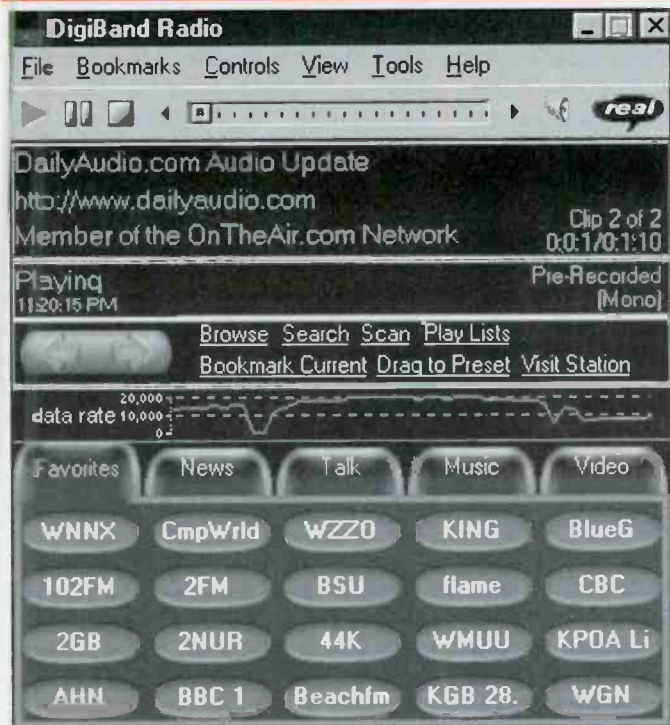 DigiBand Radio
File Bookmarks Controls View Tools Help
real
DailyAudio.com Audio Update
http://www.dailyaudio.com
Member of the OnTheAir.com Network
Clip 2 of 2
0:0:1/0:1:10
Playing
11:20:15 PM
Pre-Recorded
[Mono]
Browse Search Scan Play Lists
Bookmark Current Drag to Preset Visit Station
data rate
20,000
10,000
0
Favorites News Talk Music Video
WNNX CmpWrld WZZO KING BlueG
102FM 2FM BSU flame CBC
2GB 2NUR 44K WMUU KPOA Li
AHN BBC 1 Beachfm KGB 28. WGN